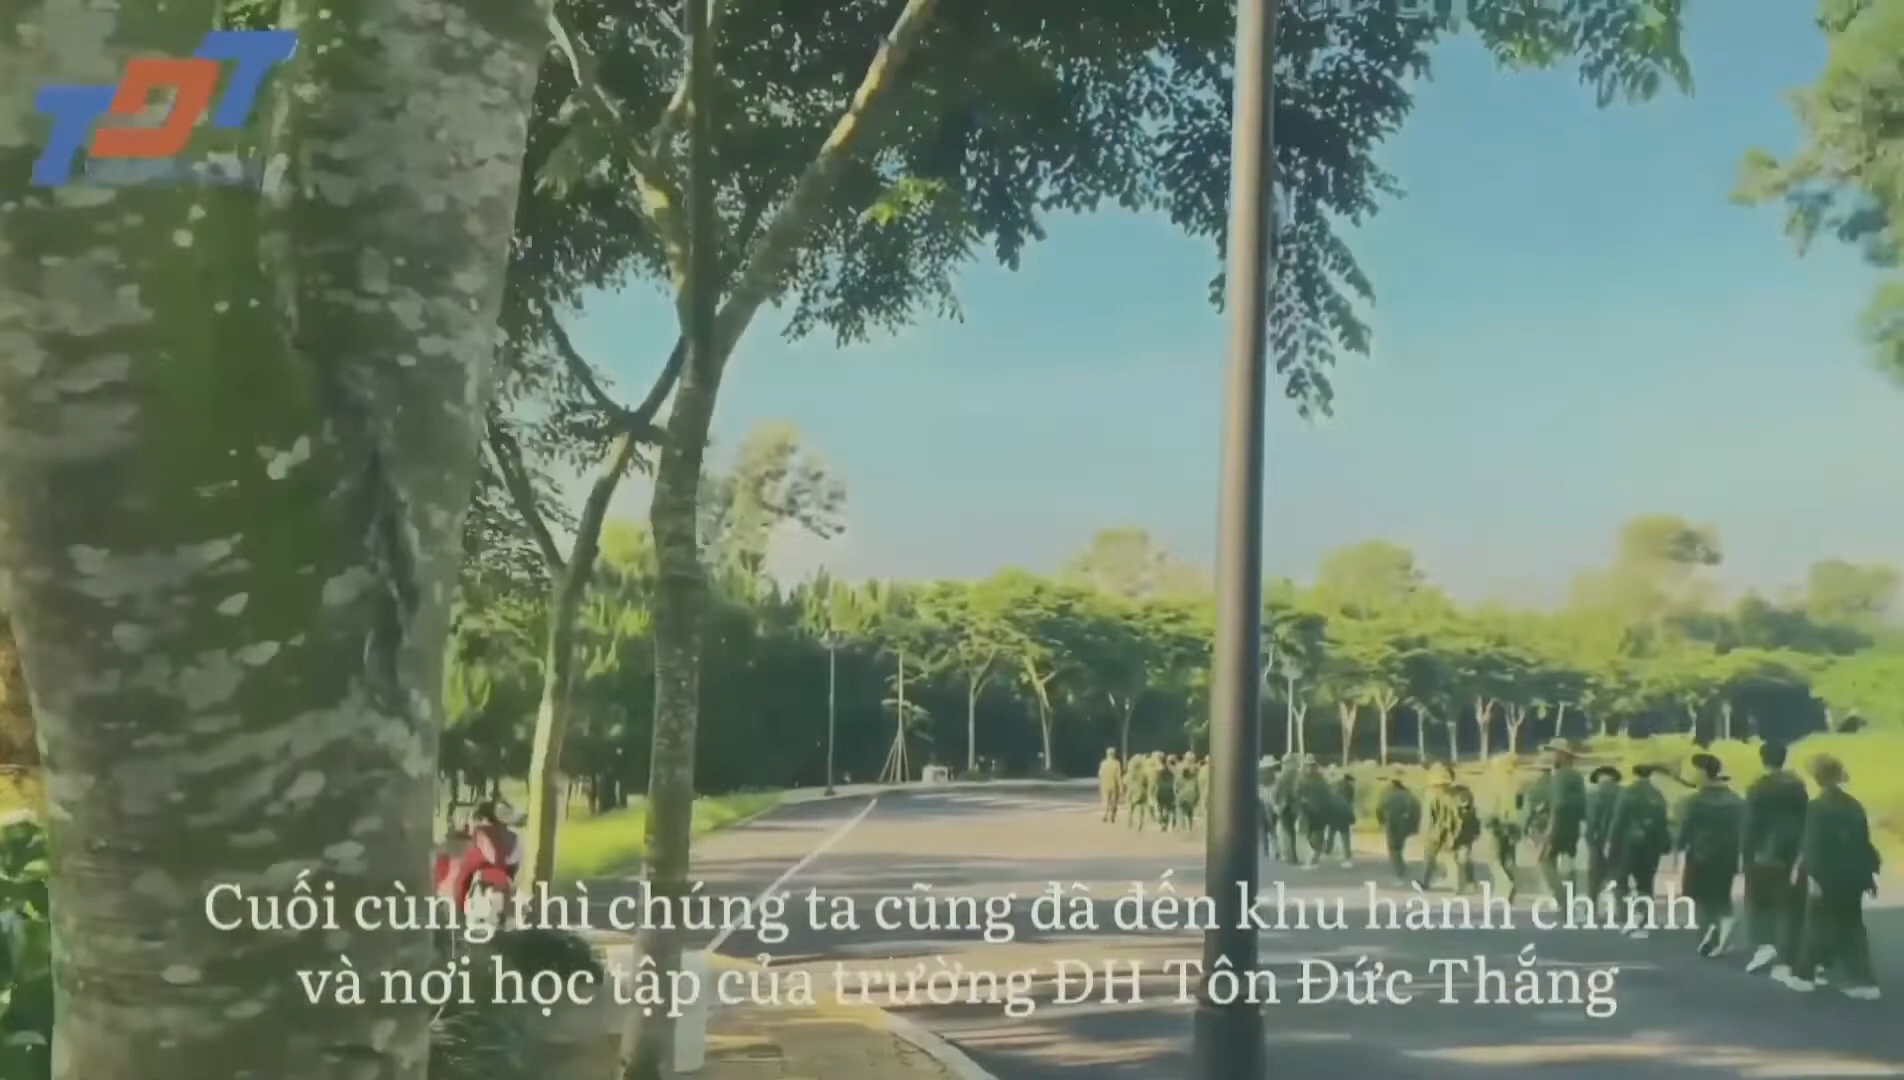 TDT
Cuối cùng thì chúng ta cũng đã đến khu hành chính
và nơi học tập của trường ĐH Tôn Đức Thắng